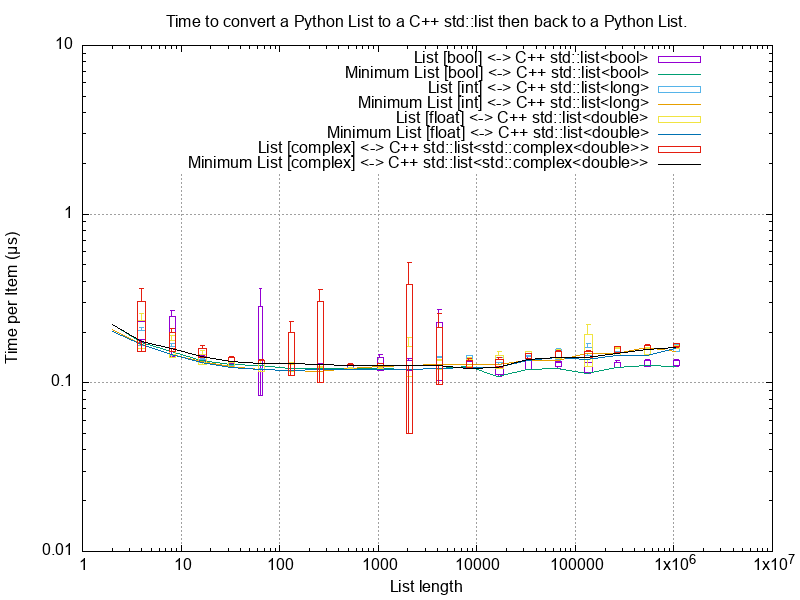 Time to convert a Python List to a C++ std::list then back to a Python List.
10
List [bool] <-> C++ std::list<bool>
Minimum List [bool] <-> C++ std::list<bool>
List [int] <-> C++ std::list<long>
Minimum List [int] <-> C++ std::list<long>
List [float] <-> C++ std::list<double>
Minimum List [float] <-> C++ std::list<double>
List [complex] <-> C++ std::list<std::complex<double>>
Minimum List [complex] <-> C++ std::list<std::complex<double>>
1
Time per Item (µs)
0.1
0.01
1 10 100 1000 10000 100000 1x10⁶ 1x10⁷
List length